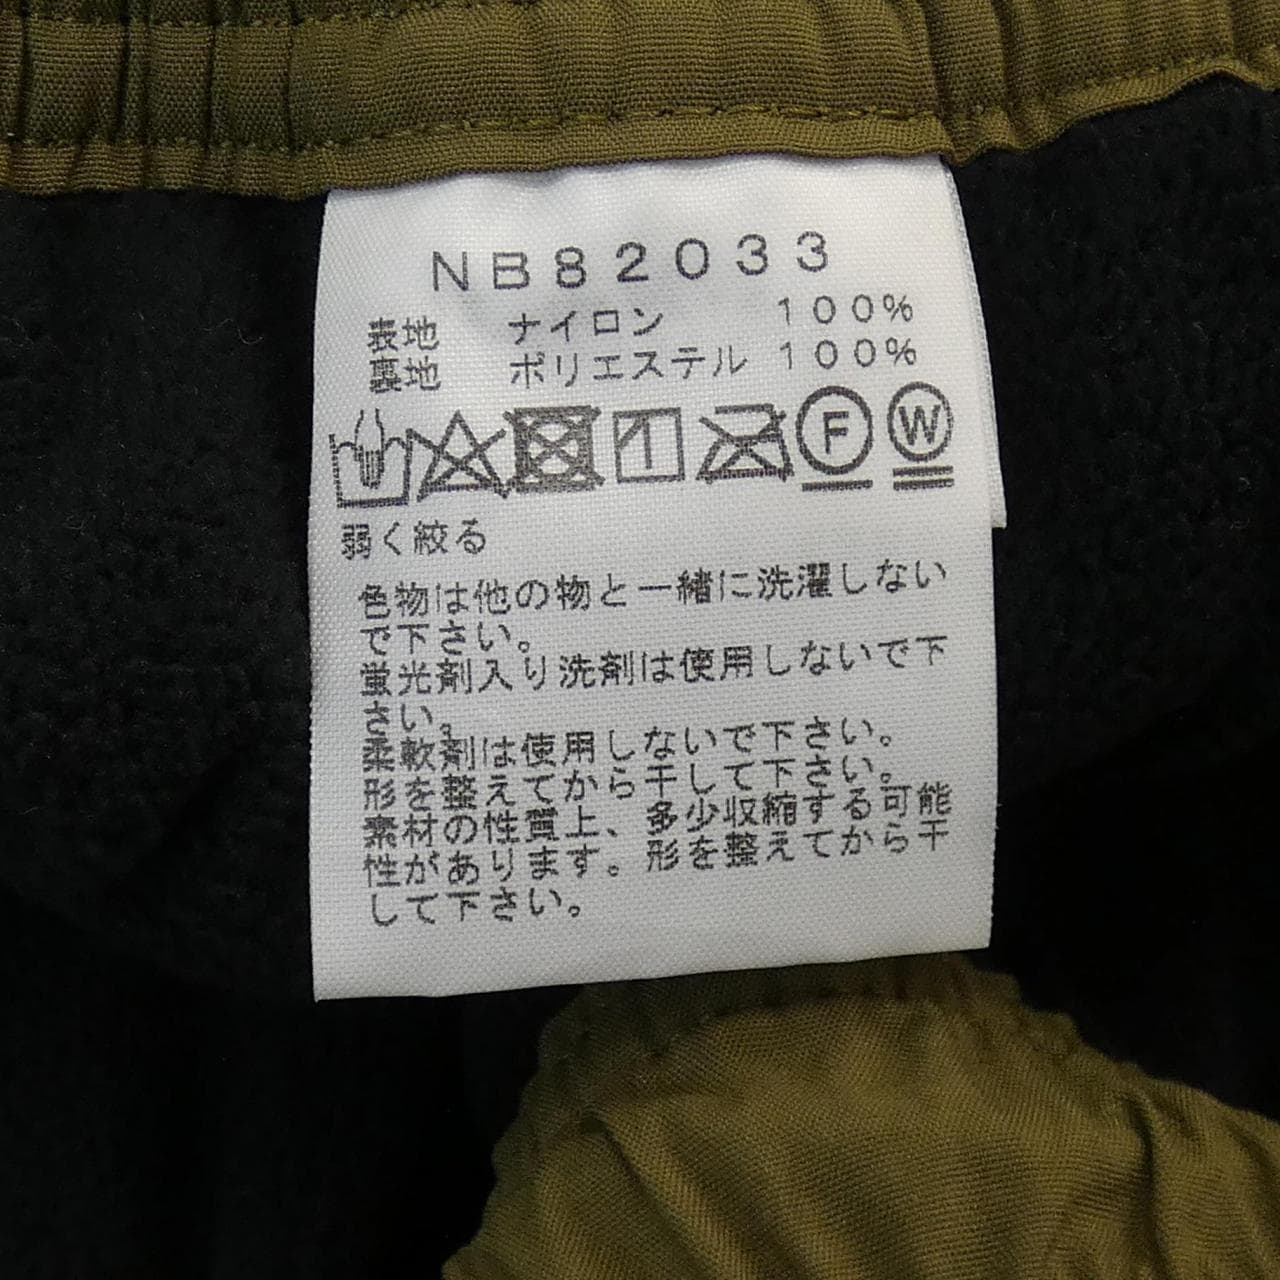 NB82033
表地 ナイロン 100%
裏地 ポリエステル 100%
F W
弱く絞る
色物は他の物と一緒に洗濯しない
で下さい。
蛍光剤入り洗剤は使用しないで下
さい。
柔軟剤は使用しないで下さい。
形を整えてから干して下さい。
素材の性質上、多少収縮する可能
性があります。形を整えてから干
して下さい。